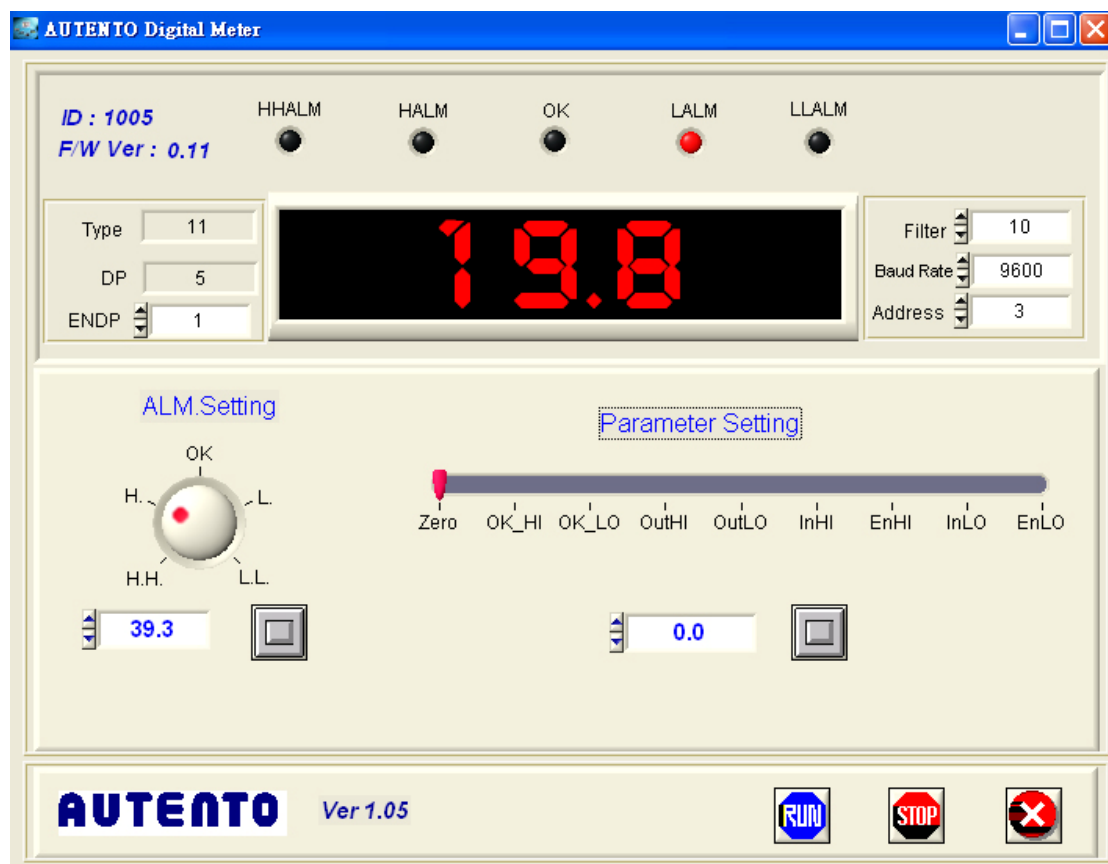 AUTENTO Digital Meter
ID : 1005
F/W Ver : 0.11
HHALM HALM OK LALM LLALM
Type 11
DP 5
ENDP 1
19.8
Filter 10
Baud Rate 9600
Address 3
ALM.Setting
OK
H. L.
H.H. L.L.
39.3
Parameter Setting
Zero OK_HI OK_LO OutHI OutLO InHI EnHI InLO EnLO
0.0
AUTENTO Ver 1.05 RUN STOP